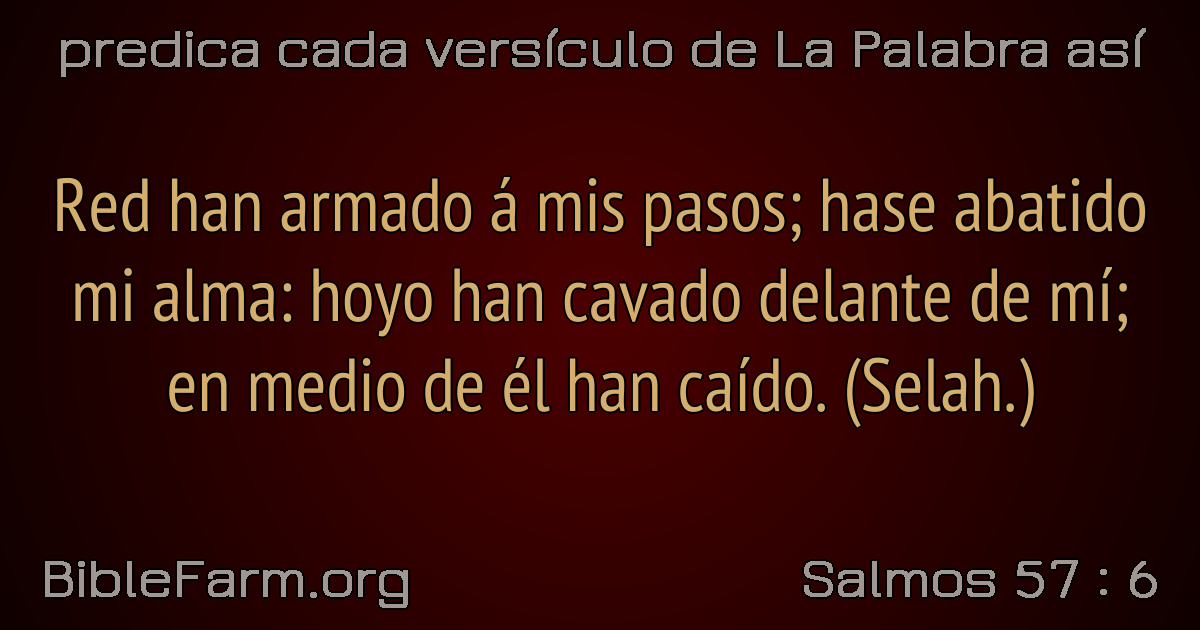 predica cada versículo de La Palabra así
Red han armado á mis pasos; hase abatido
mi alma: hoyo han cavado delante de mí;
en medio de él han caído. (Selah.)
BibleFarm.org
Salmos 57 : 6